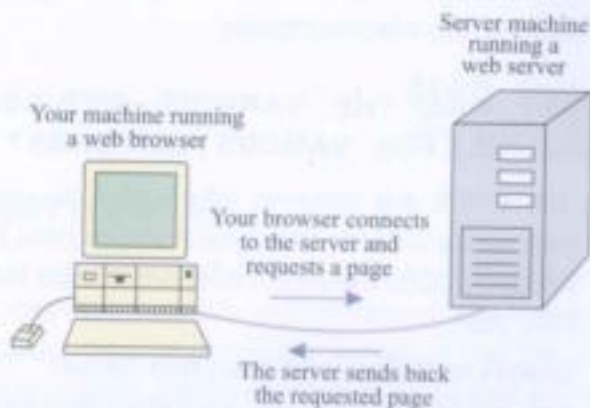 Server machine
running a
web server
Your machine running
a web browser
Your browser connects
to the server and
requests a page
The server sends back
the requested page